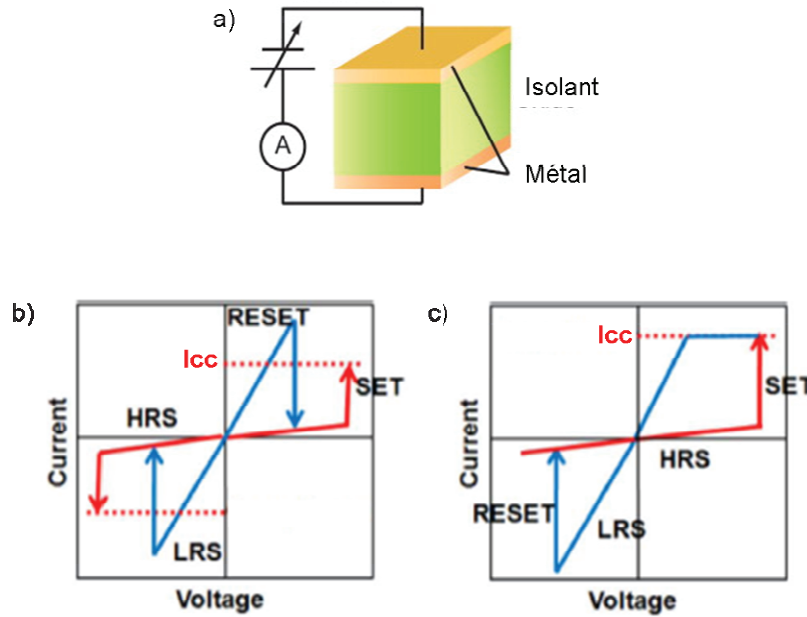 a)
Isolant
A
Métal
b)
RESET
Icc
SET
HRS
LRS
Current
Voltage
c)
Icc
SET
HRS
RESET
LRS
Current
Voltage